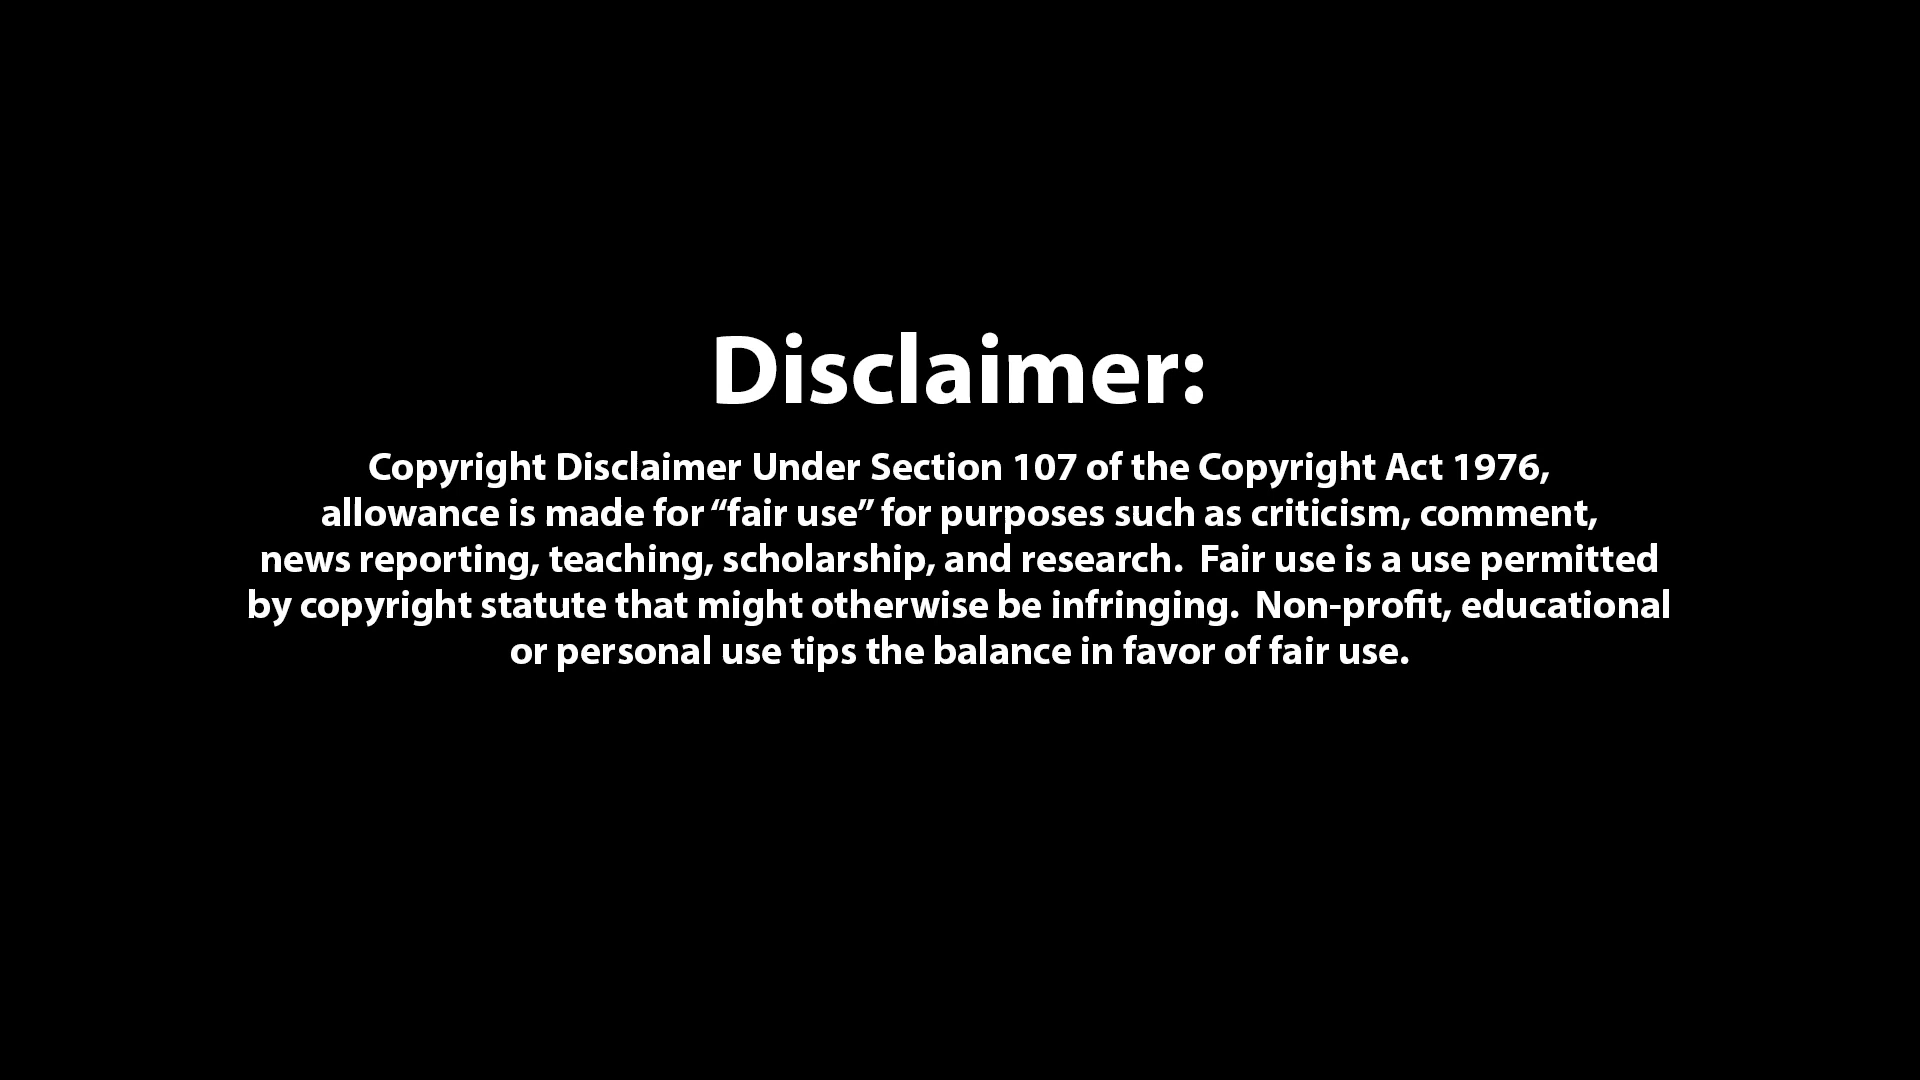 Disclaimer:
Copyright Disclaimer Under Section 107 of the Copyright Act 1976,
allowance is made for “fair use” for purposes such as criticism, comment,
news reporting, teaching, scholarship, and research.  Fair use is a use permitted
by copyright statute that might otherwise be infringing.  Non-profit, educational
or personal use tips the balance in favor of fair use.